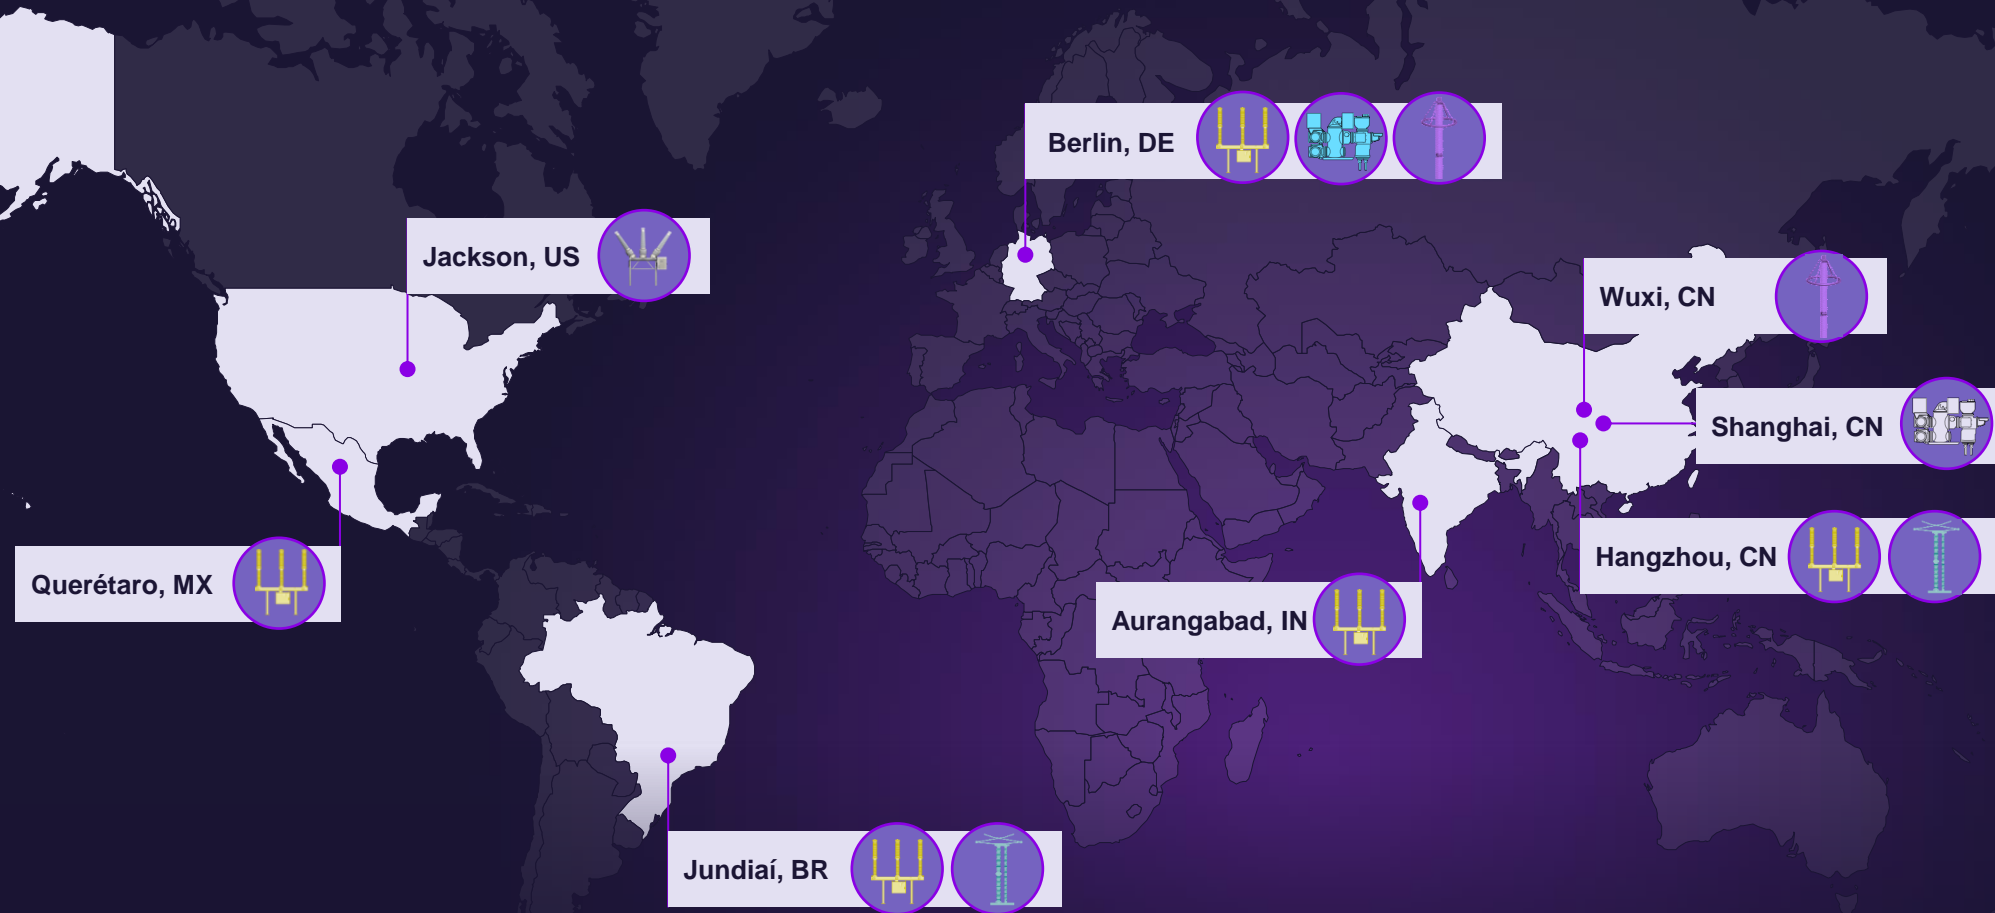 Berlin, DE
Jackson, US
Wuxi, CN
Shanghai, CN
Hangzhou, CN
Querétaro, MX
Aurangabad, IN
Jundiaí, BR